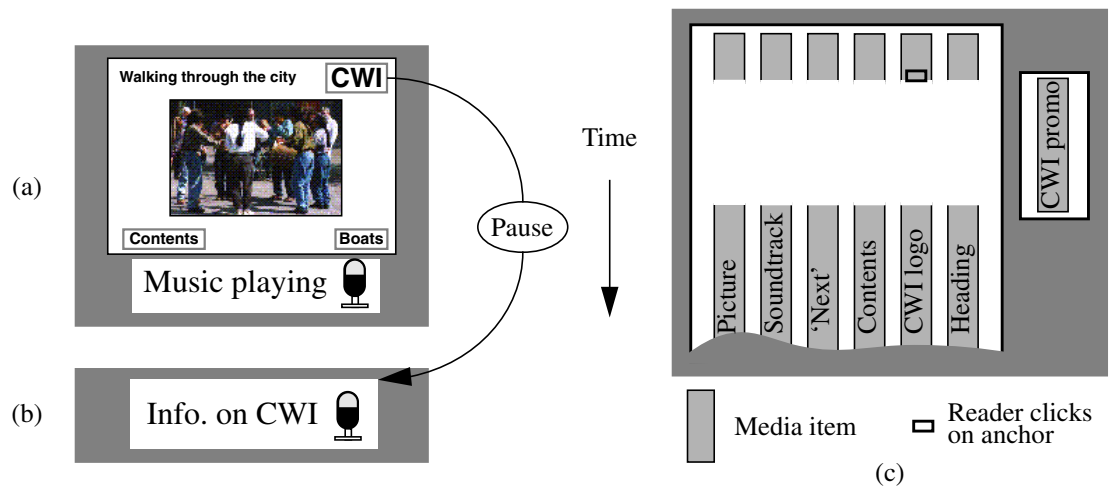 (a)
Walking through the city
CWI
Contents
Boats
Music playing
Pause
(b)
Info. on CWI
Time
Picture
Soundtrack
‘Next’
Contents
CWI logo
Heading
CWI promo
Media item
Reader clicks
on anchor
(c)